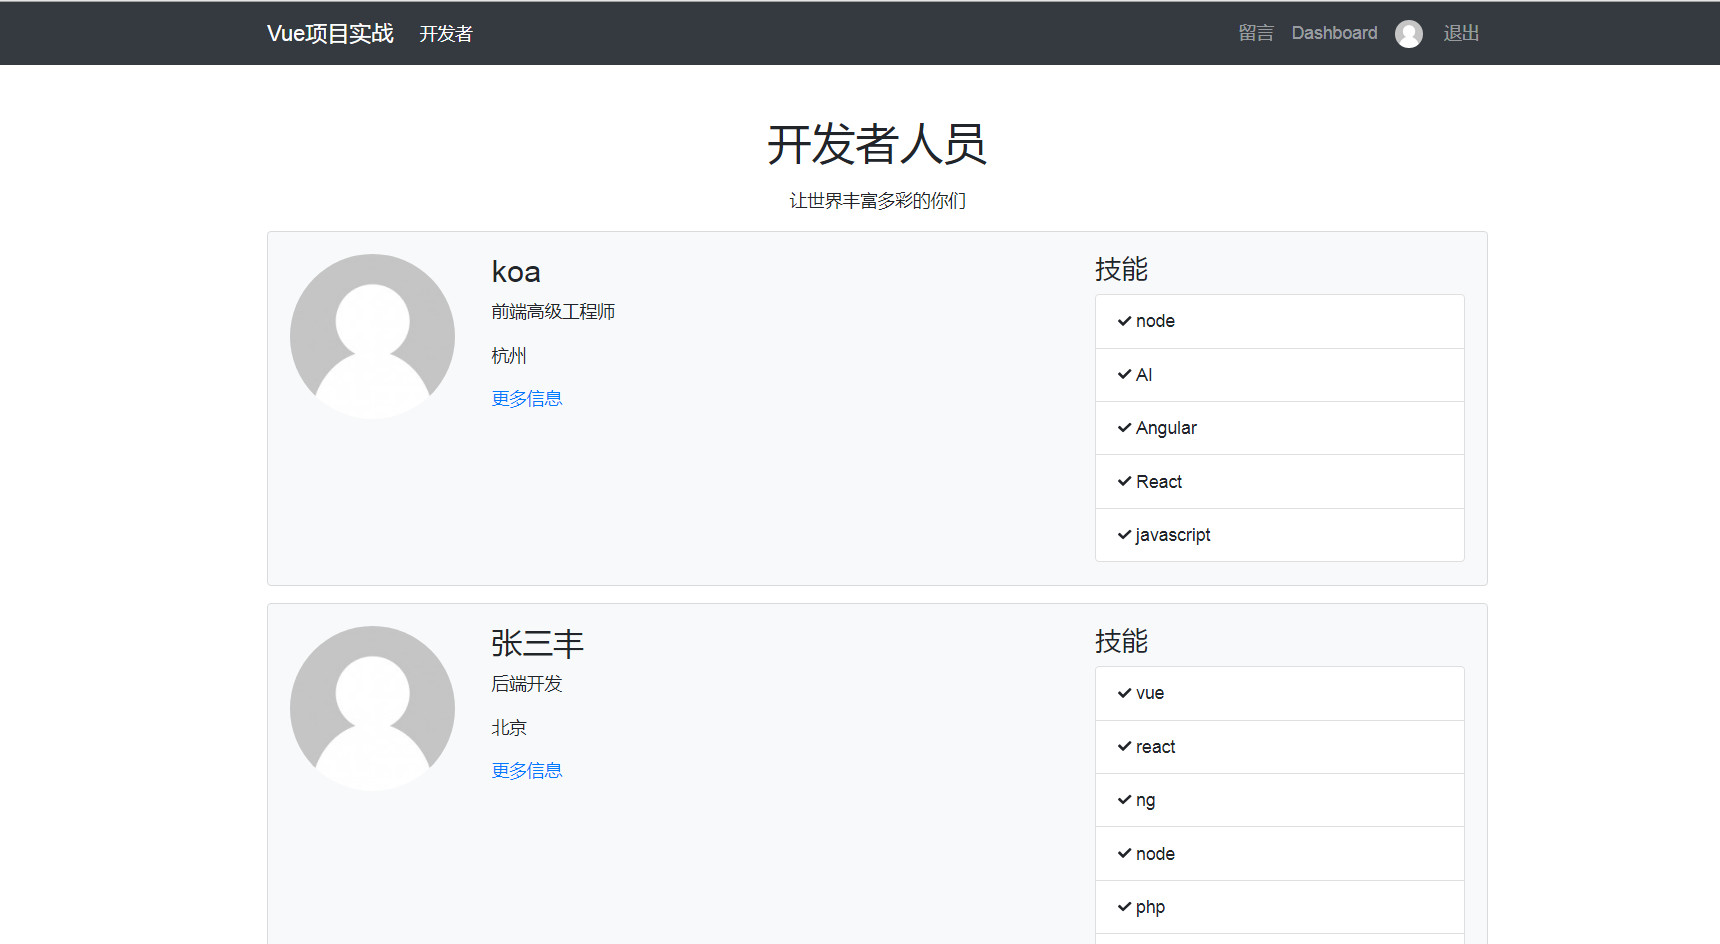 Vue项目实战 开发者 留言 Dashboard 退出
开发者人员
让世界丰富多彩的你们
koa
前端高级工程师
杭州
更多信息
技能
node
AI
Angular
React
javascript
张三丰
后端开发
北京
更多信息
技能
vue
react
ng
node
php